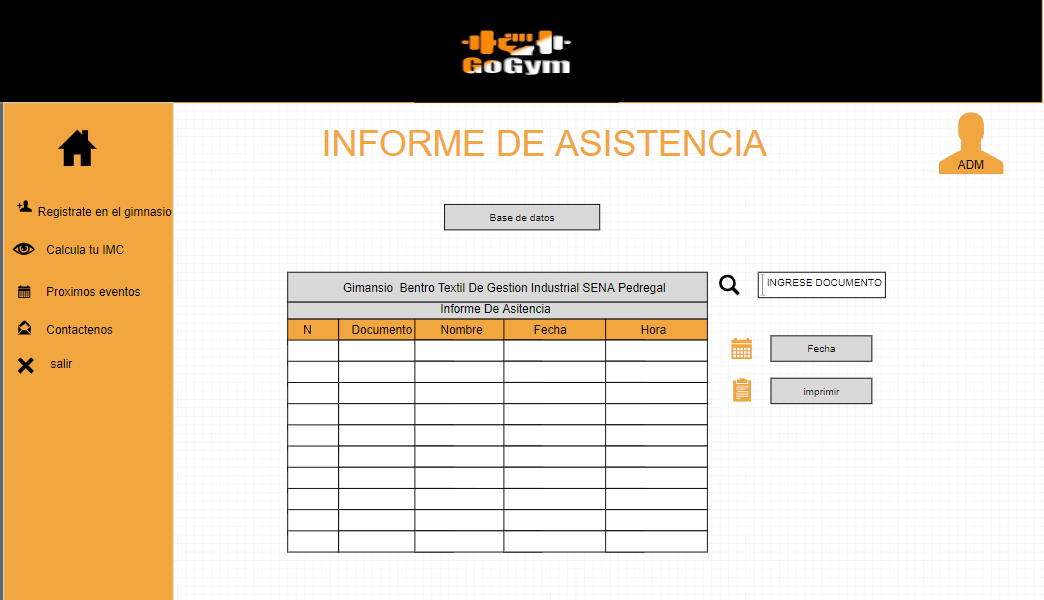 GoGym
INFORME DE ASISTENCIA
ADM
Registrate en el gimnasio
Calcula tu IMC
Proximos eventos
Contactenos
salir
Base de datos
Gimansio Bentro Textil De Gestion Industrial SENA Pedregal
Informe De Asitencia
N Documento Nombre Fecha Hora
INGRESE DOCUMENTO
Fecha
imprimir